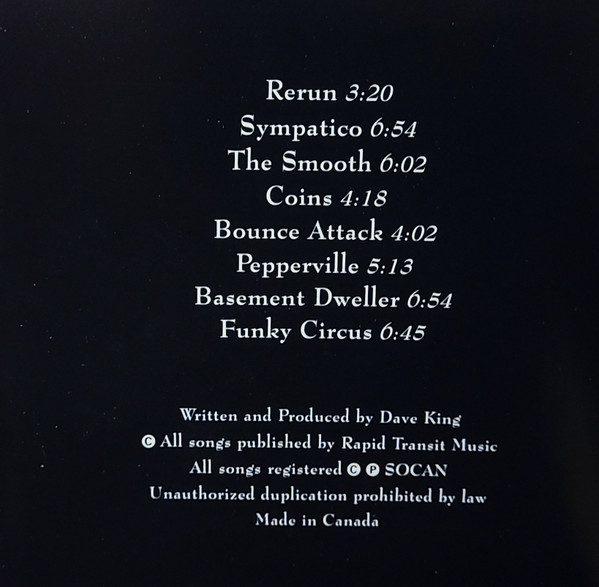 Rerun 3:20
Sympatico 6:54
The Smooth 6:02
Coins 4:18
Bounce Attack 4:02
Pepperville 5:13
Basement Dweller 6:54
Funky Circus 6:45
Written and Produced by Dave King
© All songs published by Rapid Transit Music
All songs registered © ℗ SOCAN
Unauthorized duplication prohibited by law
Made in Canada